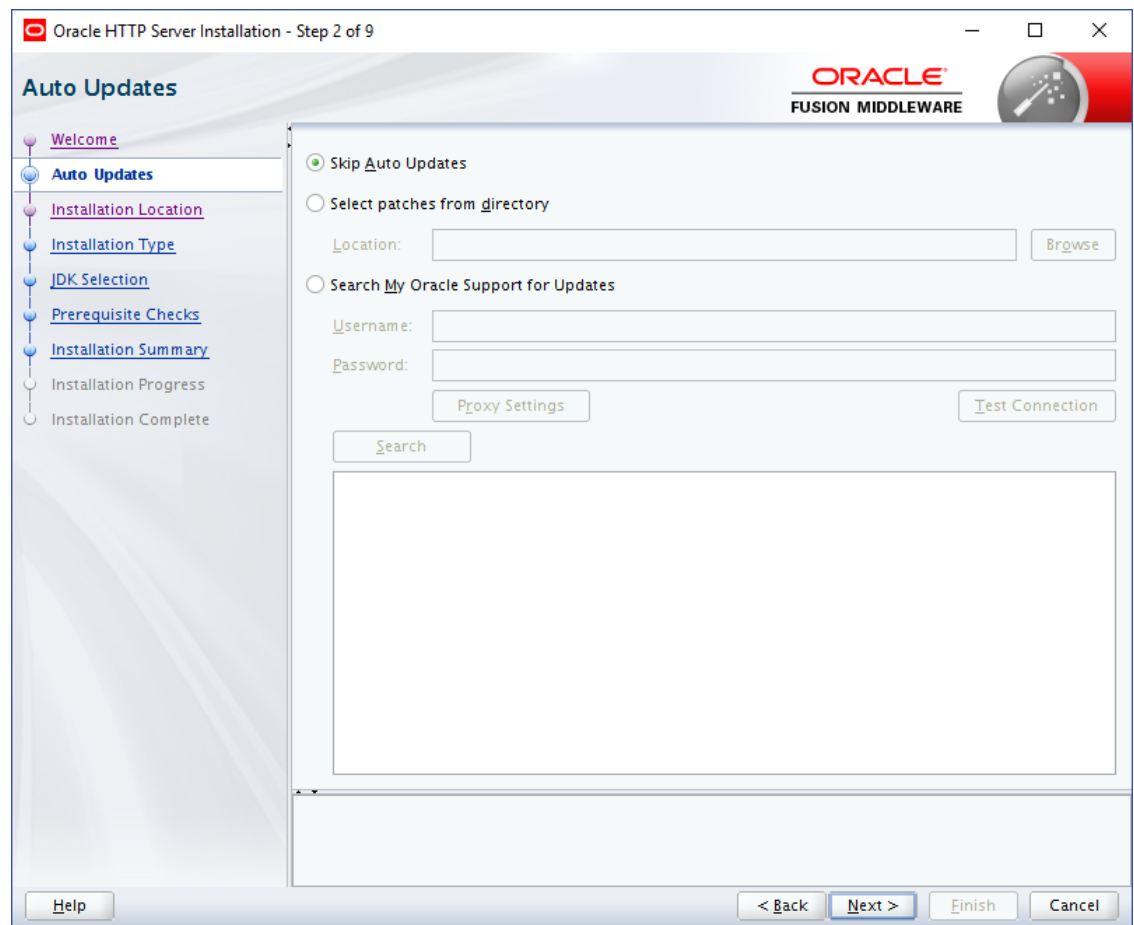 Oracle HTTP Server Installation - Step 2 of 9
Auto Updates
ORACLE
FUSION MIDDLEWARE
Welcome
Auto Updates
Installation Location
Installation Type
JDK Selection
Prerequisite Checks
Installation Summary
Installation Progress
Installation Complete
Skip Auto Updates
Select patches from directory
Location:
Browse
Search My Oracle Support for Updates
Username:
Password:
Proxy Settings
Test Connection
Search
Help
< Back
Next >
Finish
Cancel